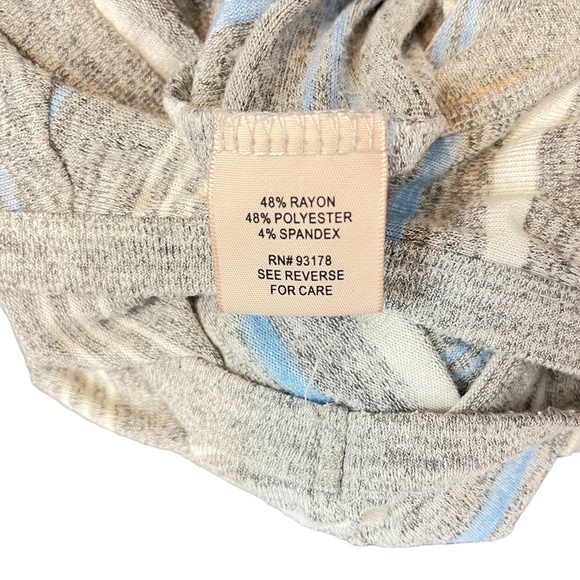 48% RAYON
48% POLYESTER
4% SPANDEX
RN# 93178
SEE REVERSE
FOR CARE